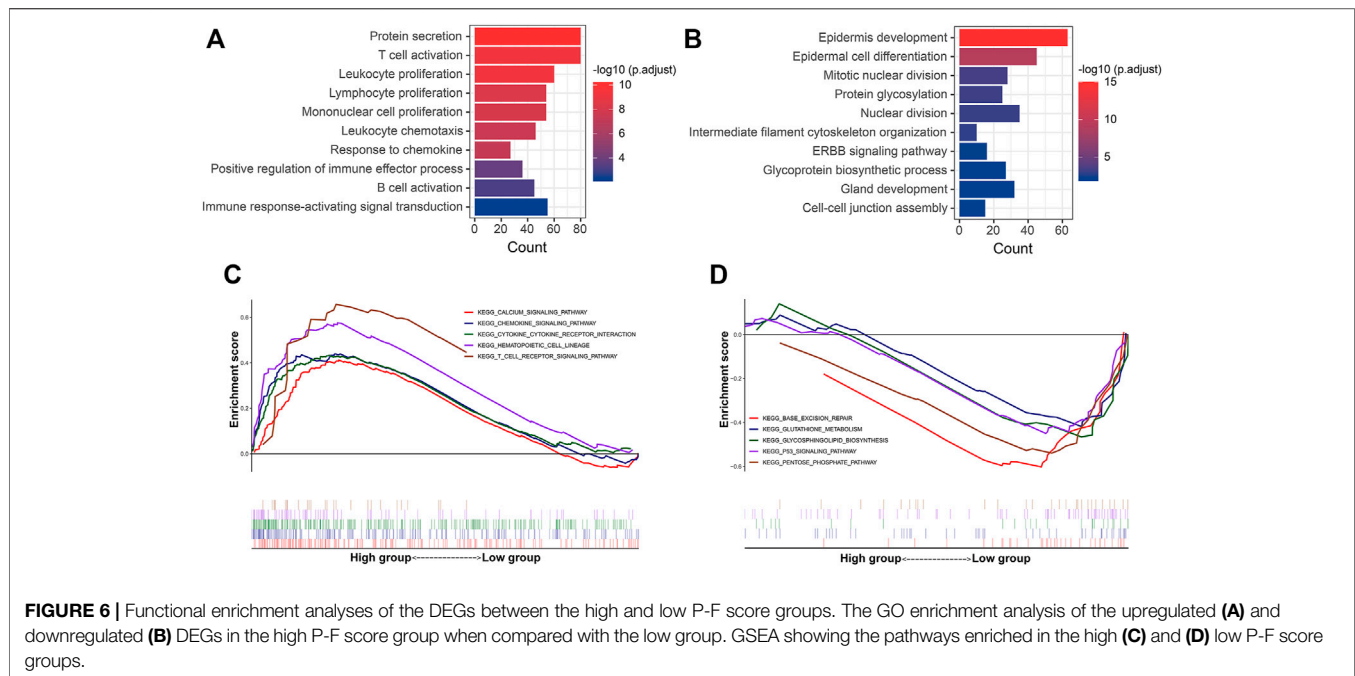 A
Protein secretion
T cell activation
Leukocyte proliferation
Lymphocyte proliferation
Mononuclear cell proliferation
Leukocyte chemotaxis
Response to chemokine
Positive regulation of immune effector process
B cell activation
Immune response-activating signal transduction
0 20 40 60 80
Count
-log10 (p.adjust)
10
8
6
4
B
Epidermis development
Epidermal cell differentiation
Mitotic nuclear division
Protein glycosylation
Nuclear division
Intermediate filament cytoskeleton organization
ERBB signaling pathway
Glycoprotein biosynthetic process
Gland development
Cell-cell junction assembly
0 20 40 60
Count
-log10 (p.adjust)
15
10
5
C
Enrichment score
0.6
0.4
0.2
0.0
KEGG_CALCIUM_SIGNALING_PATHWAY
KEGG_CHEMOKINE_SIGNALING_PATHWAY
KEGG_CYTOKINE_CYTOKINE_RECEPTOR_INTERACTION
KEGG_HEMATOPOIETIC_CELL_LINEAGE
KEGG_T_CELL_RECEPTOR_SIGNALING_PATHWAY
High group<-------------->Low group
D
Enrichment score
0.0
−0.2
−0.4
−0.6
KEGG_BASE_EXCISION_REPAIR
KEGG_GLUTATHIONE_METABOLISM
KEGG_GLYCOSPHINGOLIPID_BIOSYNTHESIS
KEGG_P53_SIGNALING_PATHWAY
KEGG_PENTOSE_PHOSPHATE_PATHWAY
High group<-------------->Low group
FIGURE 6 | Functional enrichment analyses of the DEGs between the high and low P-F score groups. The GO enrichment analysis of the upregulated (A) and
downregulated (B) DEGs in the high P-F score group when compared with the low group. GSEA showing the pathways enriched in the high (C) and (D) low P-F score
groups.